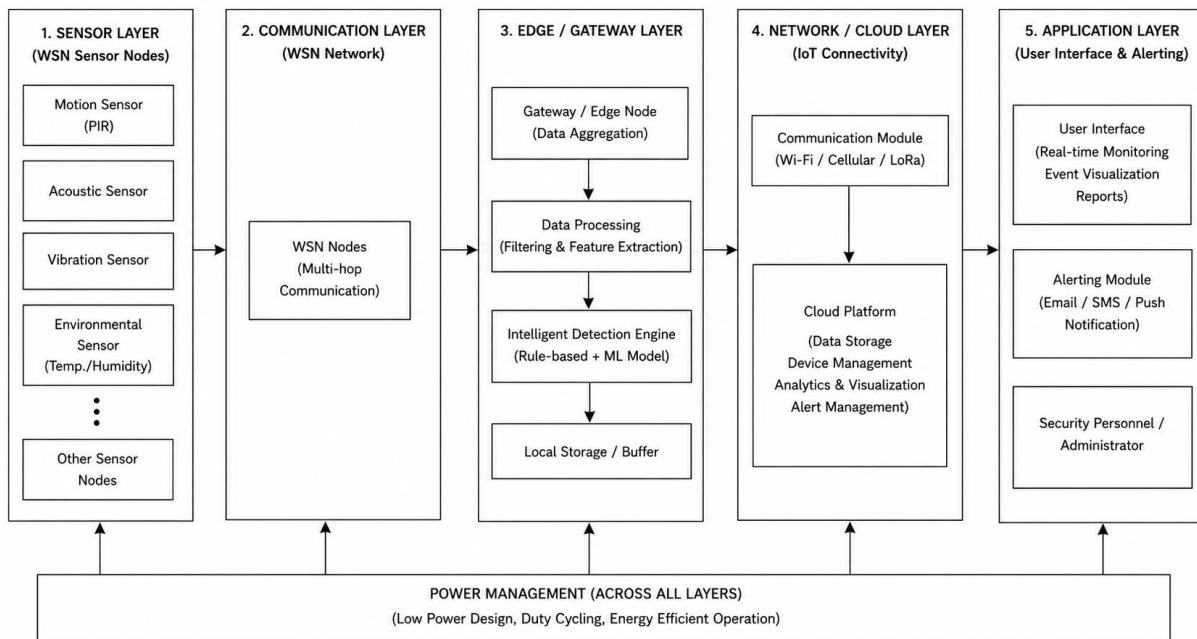 1. SENSOR LAYER
(WSN Sensor Nodes)
Motion Sensor
(PIR)
Acoustic Sensor
Vibration Sensor
Environmental
Sensor
(Temp./Humidity)
Other Sensor
Nodes
2. COMMUNICATION LAYER
(WSN Network)
WSN Nodes
(Multi-hop
Communication)
3. EDGE / GATEWAY LAYER
Gateway / Edge Node
(Data Aggregation)
Data Processing
(Filtering & Feature Extraction)
Intelligent Detection Engine
(Rule-based + ML Model)
Local Storage / Buffer
4. NETWORK / CLOUD LAYER
(IoT Connectivity)
Communication Module
(Wi-Fi / Cellular / LoRa)
Cloud Platform
(Data Storage
Device Management
Analytics & Visualization
Alert Management)
5. APPLICATION LAYER
(User Interface & Alerting)
User Interface
(Real-time Monitoring
Event Visualization
Reports)
Alerting Module
(Email / SMS / Push
Notification)
Security Personnel /
Administrator
POWER MANAGEMENT (ACROSS ALL LAYERS)
(Low Power Design, Duty Cycling, Energy Efficient Operation)